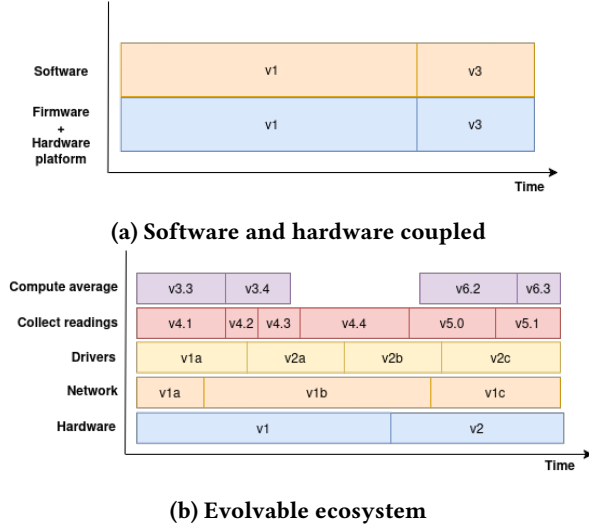 Software
v1
v3
Firmware
+
Hardware
platform
v1
v3
Time
(a) Software and hardware coupled
Compute average
v3.3
v3.4
v6.2
v6.3
Collect readings
v4.1
v4.2
v4.3
v4.4
v5.0
v5.1
Drivers
v1a
v2a
v2b
v2c
Network
v1a
v1b
v1c
Hardware
v1
v2
Time
(b) Evolvable ecosystem